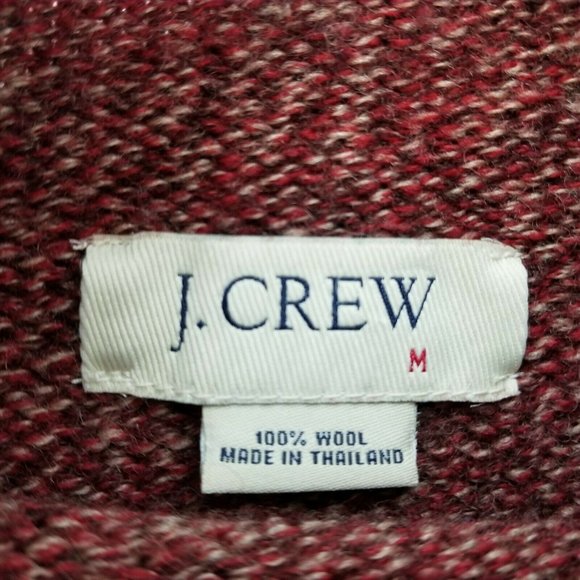 J.CREW
M
100% WOOL
MADE IN THAILAND